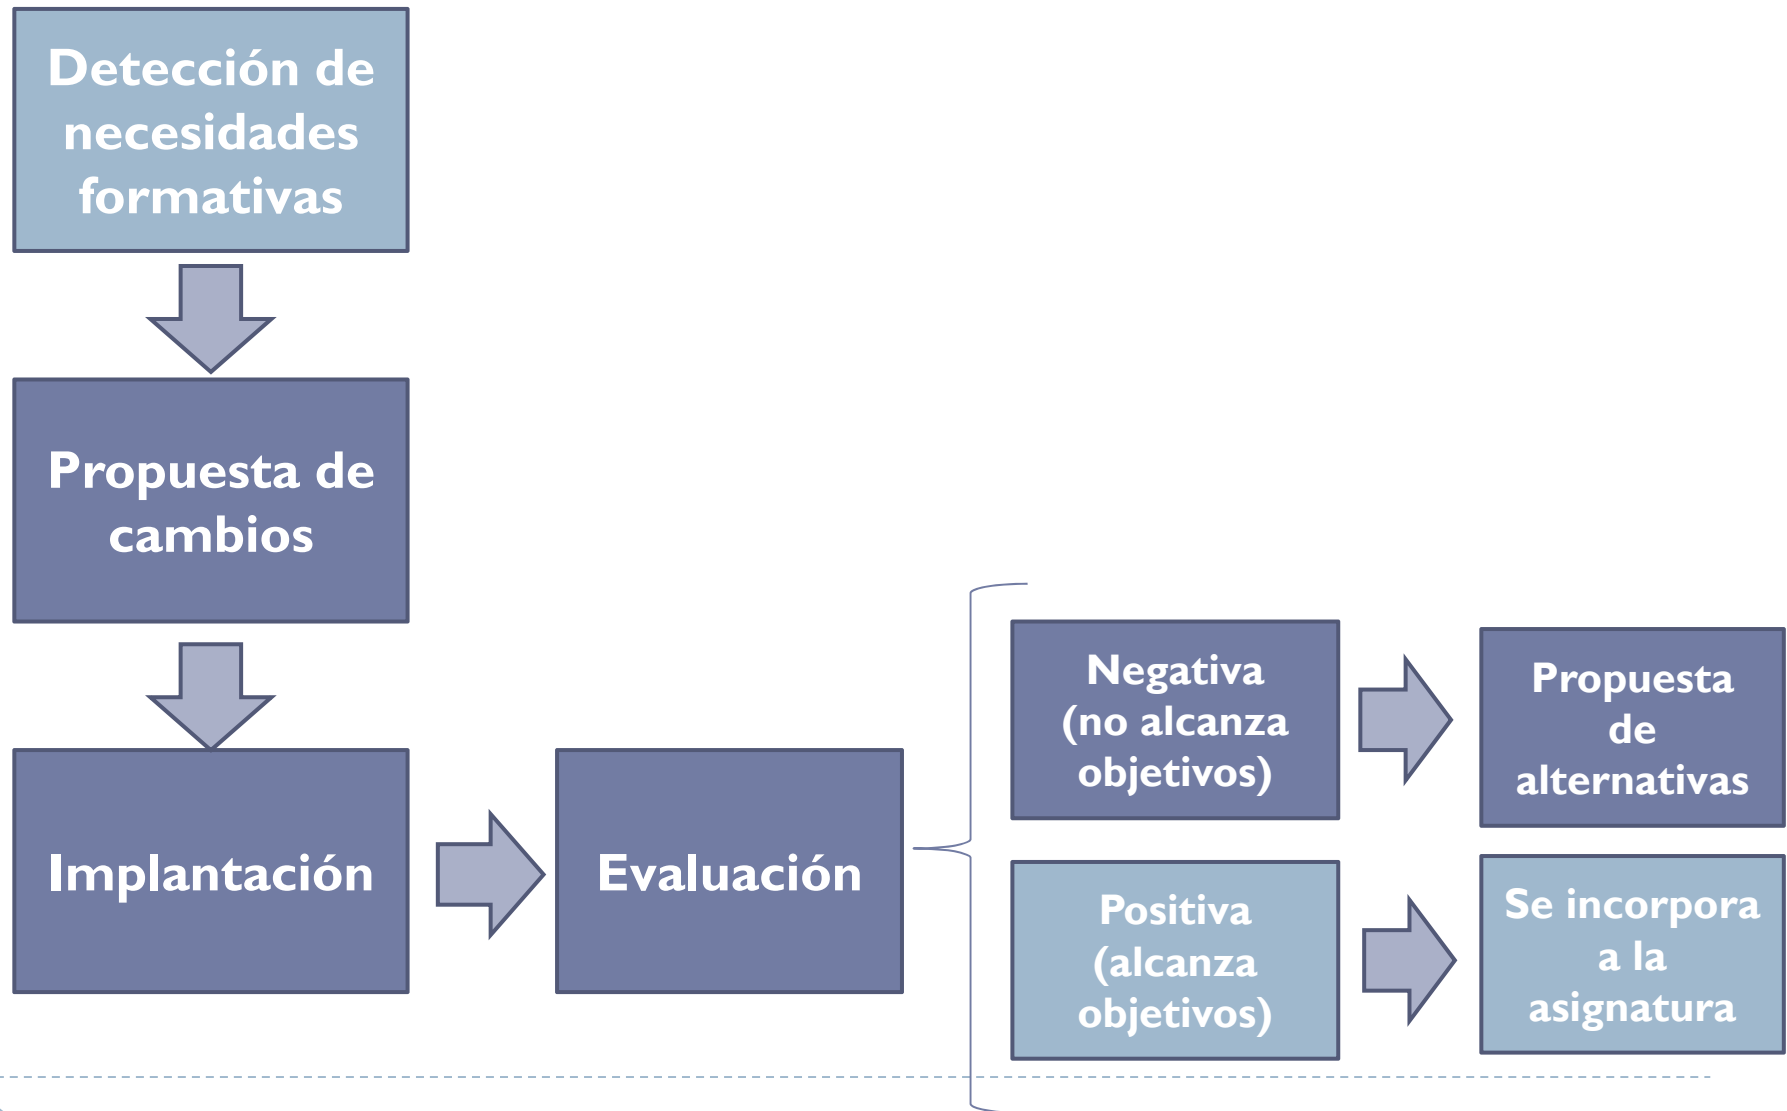 Detección de
necesidades
formativas
Propuesta de
cambios
Implantación
Evaluación
Negativa
(no alcanza
objetivos)
Propuesta
de
alternativas
Positiva
(alcanza
objetivos)
Se incorpora
a la
asignatura